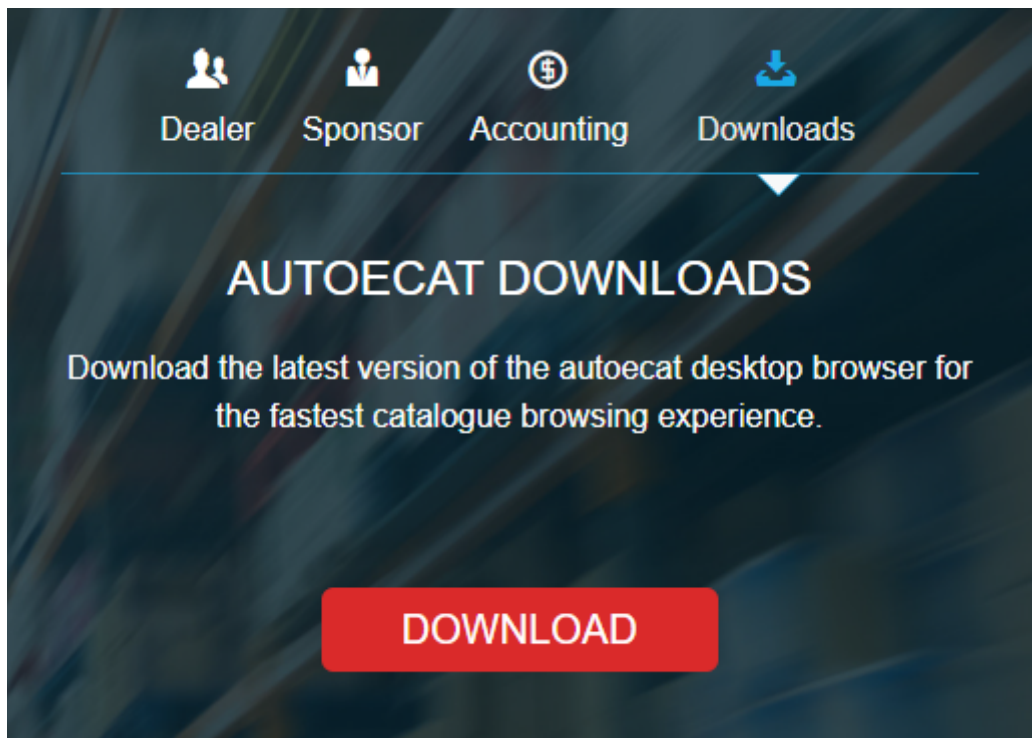 Dealer Sponsor Accounting Downloads
AUTOECAT DOWNLOADS
Download the latest version of the autoecat desktop browser for
the fastest catalogue browsing experience.
DOWNLOAD